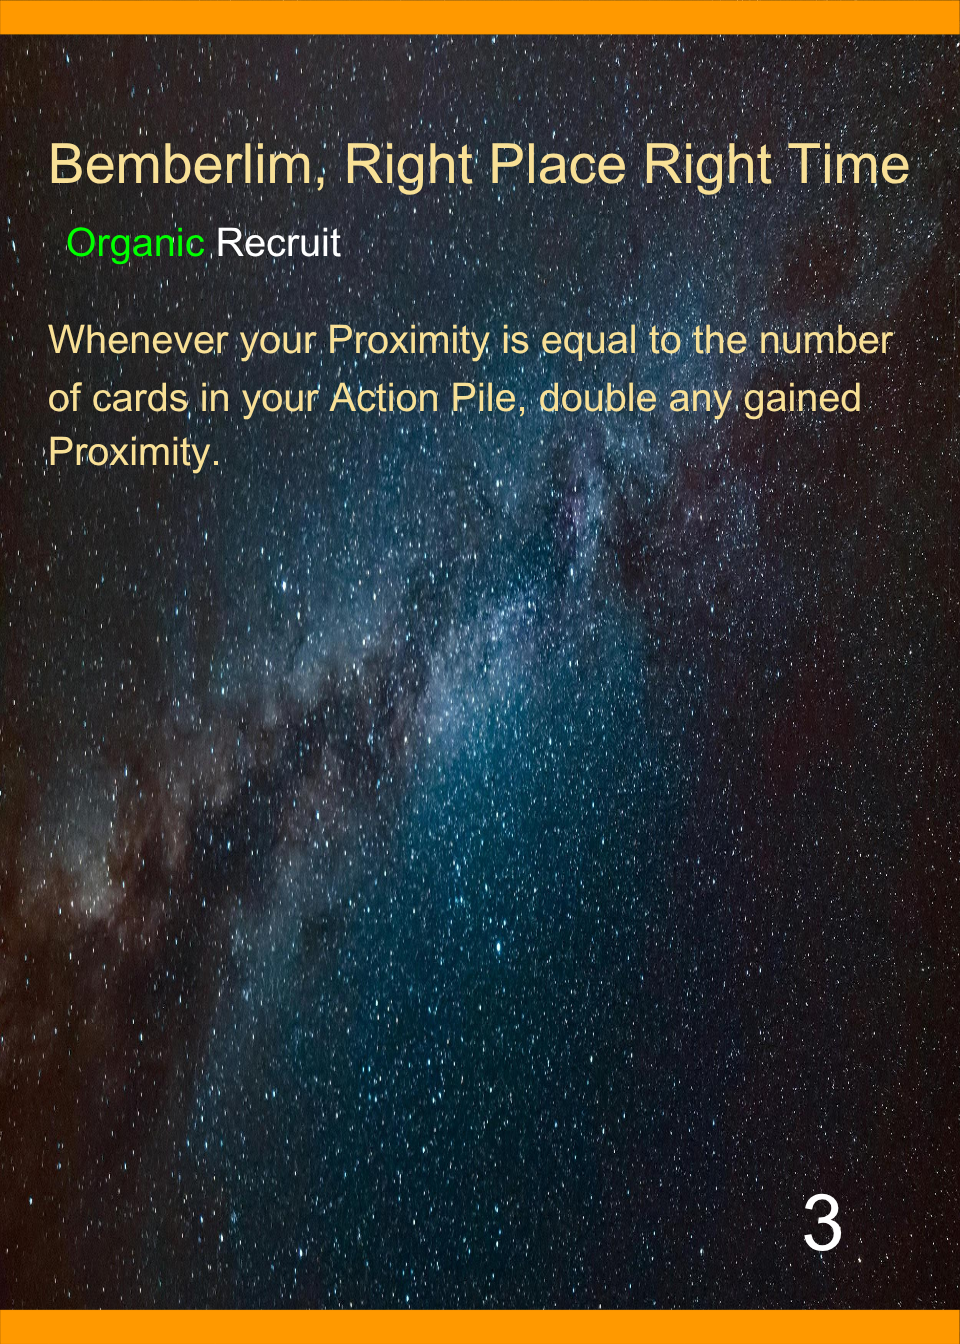 Bemberlim, Right Place Right Time
Organic Recruit
Whenever your Proximity is equal to the number
of cards in your Action Pile, double any gained
Proximity.
3